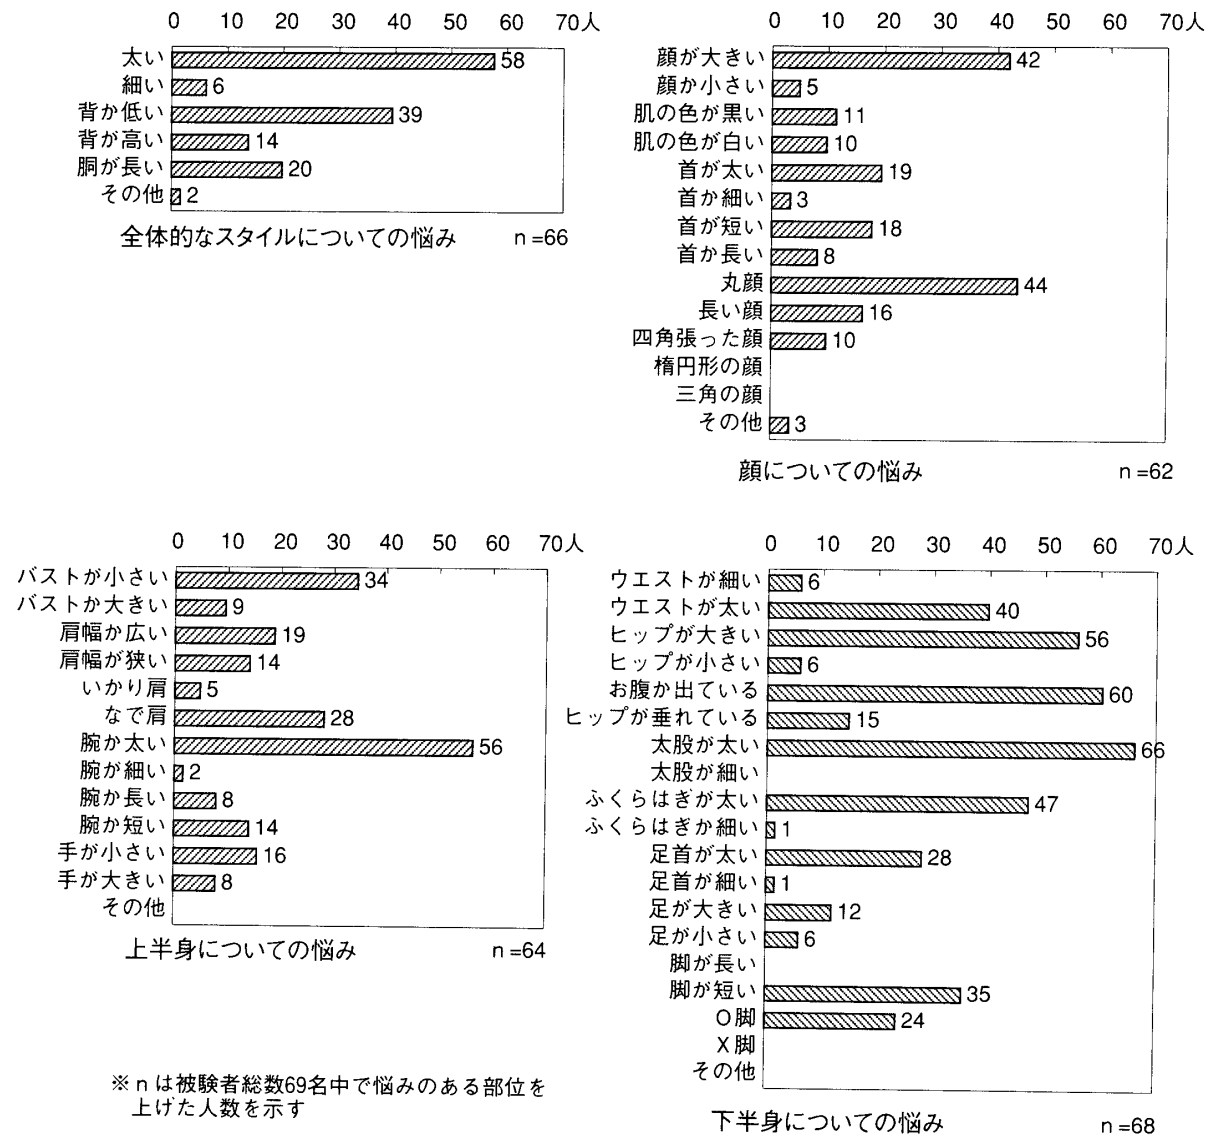 0 10 20 30 40 50 60 70人
太い 58
細い 6
背か低い 39
背が高い 14
胴が長い 20
その他 2
全体的なスタイルについての悩み n=66
0 10 20 30 40 50 60 70人
顔が大きい 42
顔か小さい 5
肌の色が黒い 11
肌の色が白い 10
首が太い 19
首か細い 3
首が短い 18
首か長い 8
丸顔 44
長い顔 16
四角張った顔 10
楕円形の顔
三角の顔
その他 3
顔についての悩み n=62
0 10 20 30 40 50 60 70人
バストが小さい 34
バストか大きい 9
肩幅か広い 19
肩幅が狭い 14
いかり肩 5
なで肩 28
腕か太い 56
腕が細い 2
腕か長い 8
腕か短い 14
手が小さい 16
手が大きい 8
その他
上半身についての悩み n=64
0 10 20 30 40 50 60 70人
ウエストが細い 6
ウエストが太い 40
ヒップが大きい 56
ヒップが小さい 6
お腹か出ている 60
ヒップが垂れている 15
太股が太い 66
太股が細い
ふくらはぎが太い 47
ふくらはぎか細い 1
足首が太い 28
足首が細い 1
足が大きい 12
足が小さい 6
脚が長い
脚が短い 35
O脚 24
X脚
その他
下半身についての悩み n=68
※nは被験者総数69名中で悩みのある部位を
上げた人数を示す